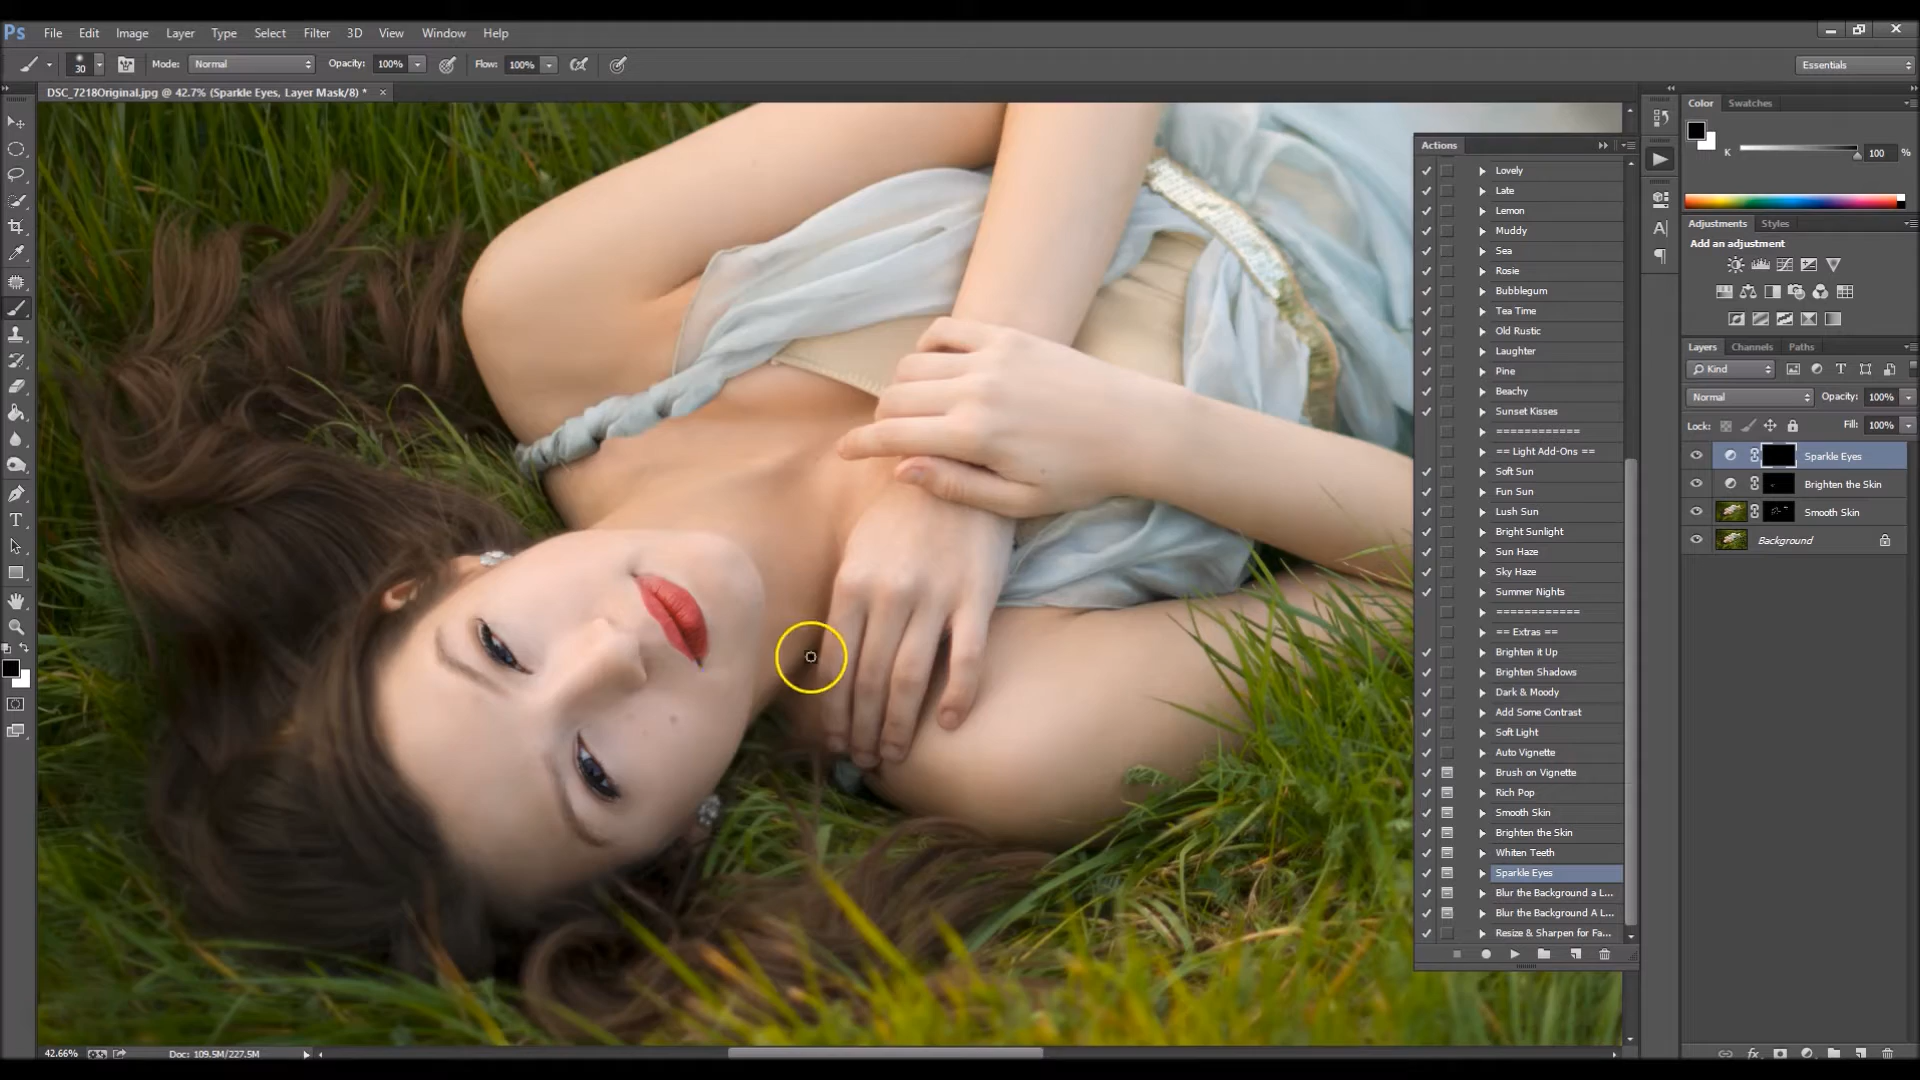 Ps File Edit Image Layer Type Select Filter 3D View Window Help
30 Mode: Normal Opacity: 100% Flow: 100% Essentials
DSC_7218Original.jpg @ 42.7% (Sparkle Eyes, Layer Mask/8) * ×
Actions
Lovely
Late
Lemon
Muddy
Sea
Rosie
Bubblegum
Tea Time
Old Rustic
Laughter
Pine
Beachy
Sunset Kisses
============
== Light Add-Ons ==
Soft Sun
Fun Sun
Lush Sun
Bright Sunlight
Sun Haze
Sky Haze
Summer Nights
============
== Extras ==
Brighten it Up
Brighten Shadows
Dark & Moody
Add Some Contrast
Soft Light
Auto Vignette
Brush on Vignette
Rich Pop
Smooth Skin
Brighten the Skin
Whiten Teeth
Sparkle Eyes
Blur the Background a L...
Blur the Background A L...
Resize & Sharpen for Fa...
Color Swatches
K 100 %
Adjustments Styles
Add an adjustment
Layers Channels Paths
Kind
Normal Opacity: 100%
Lock: Fill: 100%
Sparkle Eyes
Brighten the Skin
Smooth Skin
Background
42.66% Doc: 109.5M/227.5M